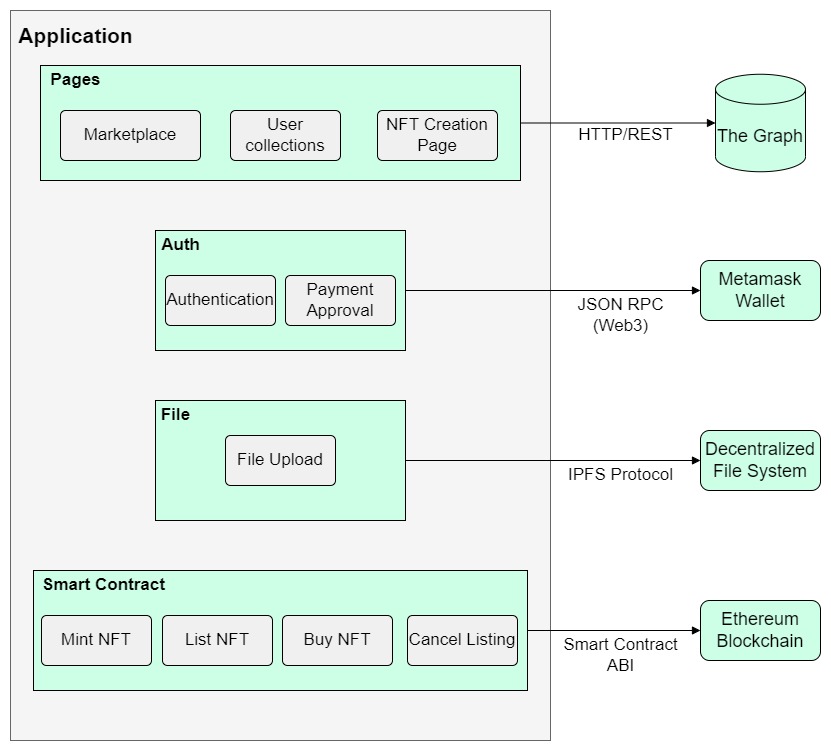 Application
Pages
Marketplace
User
collections
NFT Creation
Page
HTTP/REST
The Graph
Auth
Authentication
Payment
Approval
JSON RPC
(Web3)
Metamask
Wallet
File
File Upload
IPFS Protocol
Decentralized
File System
Smart Contract
Mint NFT
List NFT
Buy NFT
Cancel Listing
Smart Contract
ABI
Ethereum
Blockchain